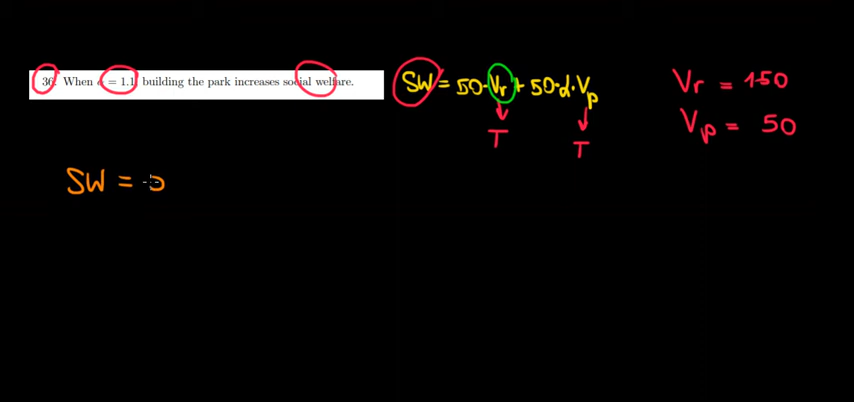 36. When α = 1.1, building the park increases social welfare.
SW = 50·Vr + 50·α·Vp
T
T
Vr = 150
Vp = 50
SW =